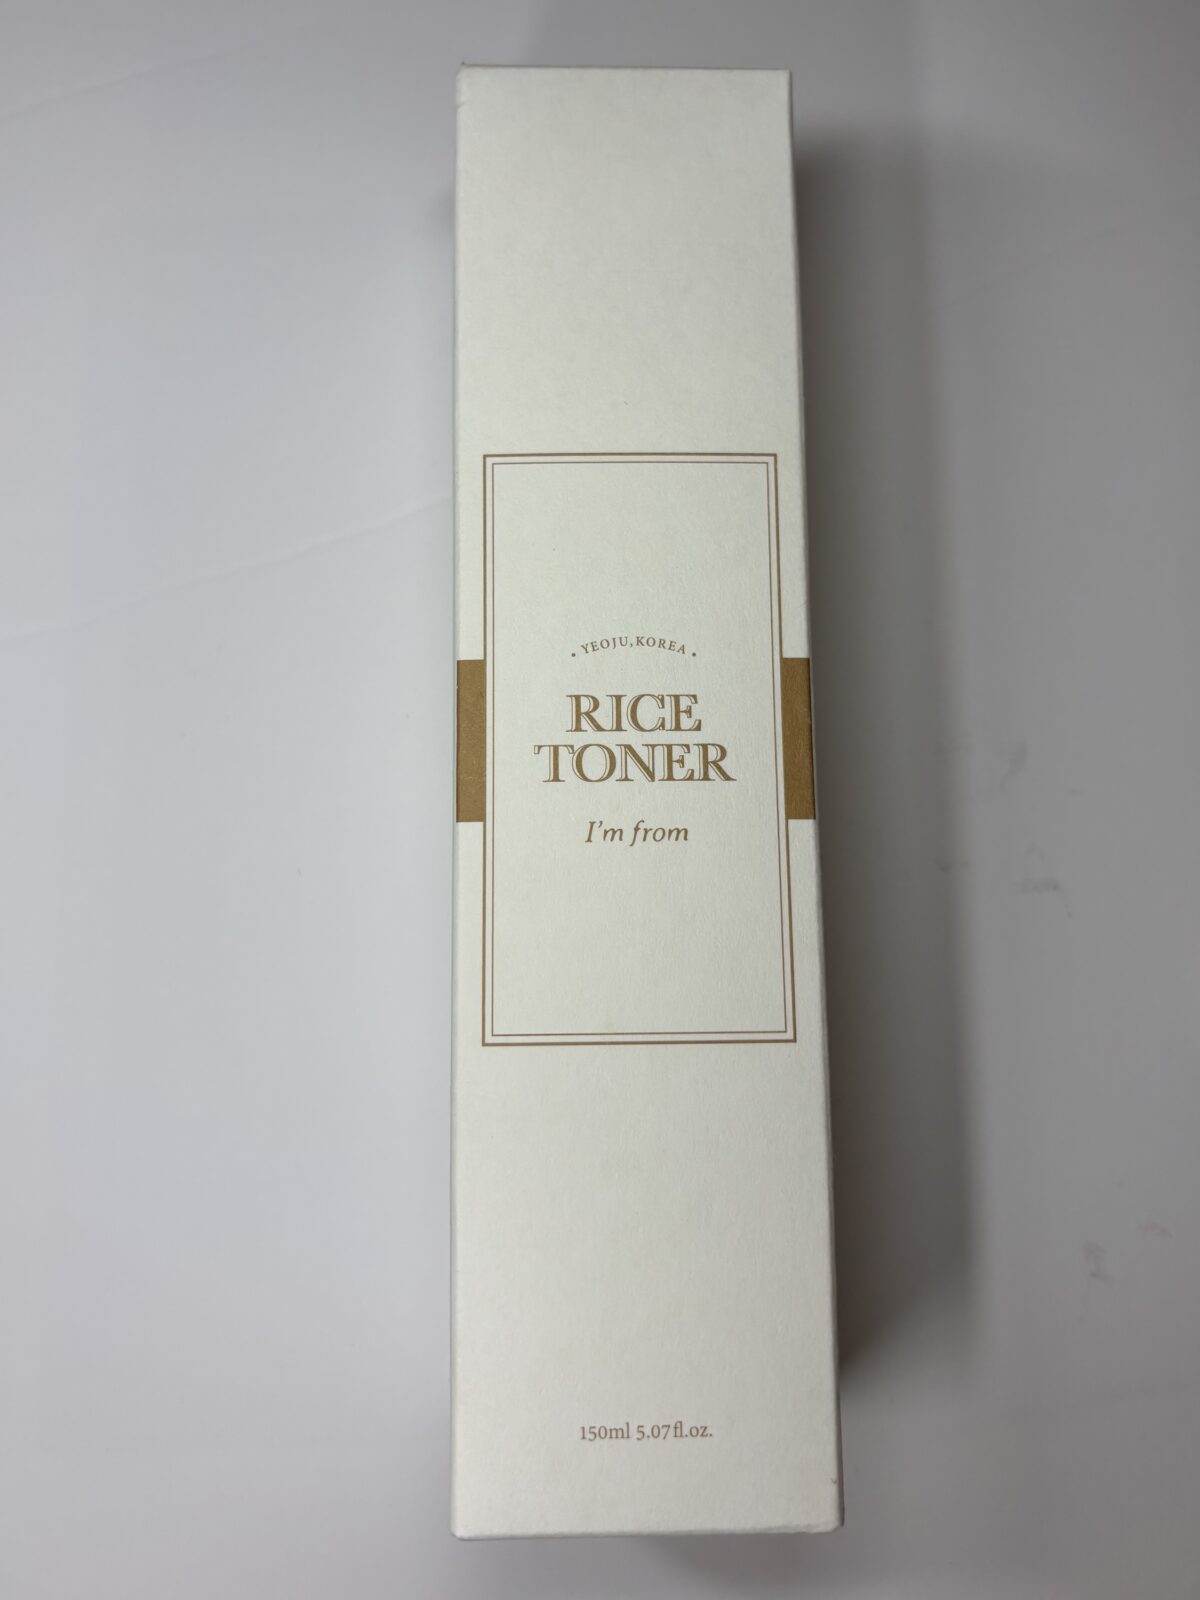 • YEOJU,KOREA •
RICE
TONER
I'm from
150ml 5.07fl.oz.